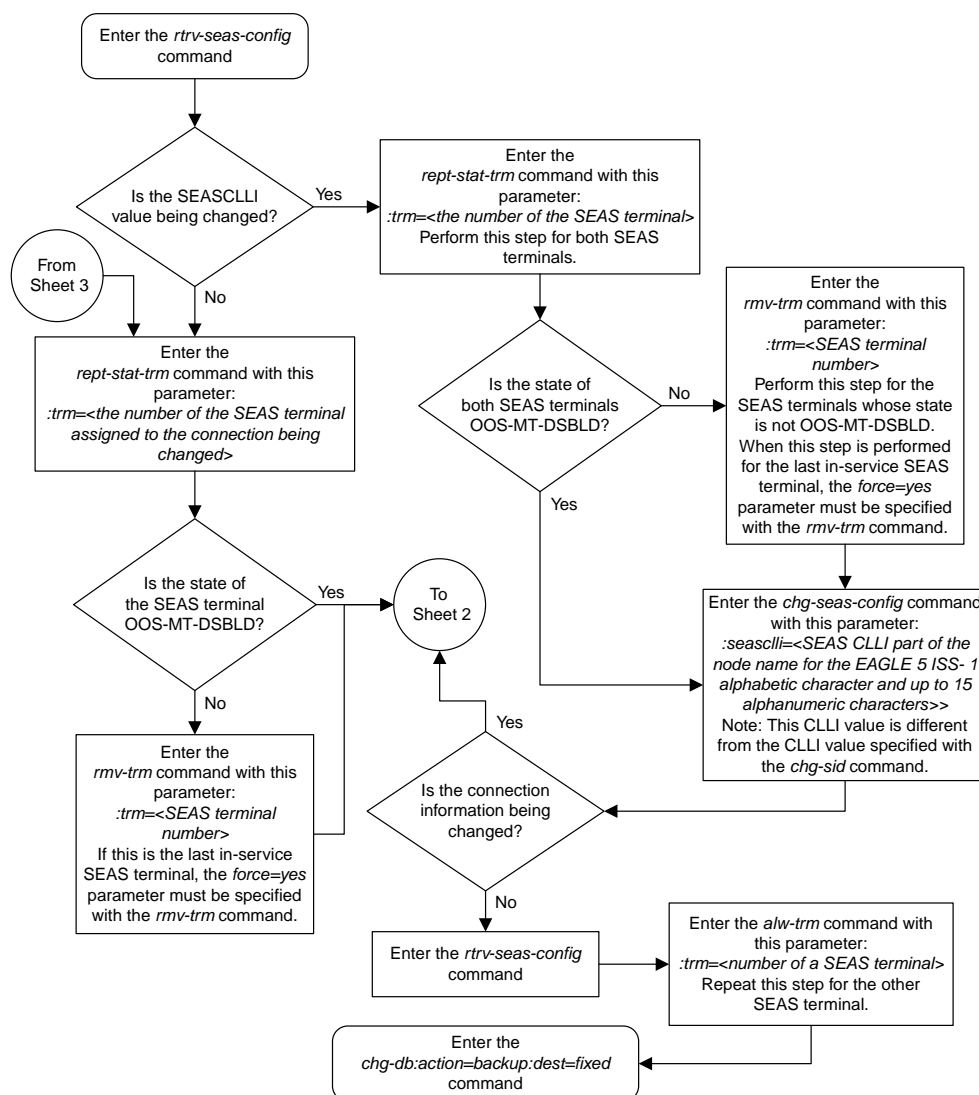 Enter the rtrv-seas-config
command
Is the SEASCLLI
value being changed?
Yes
No
Enter the
rept-stat-trm command with this
parameter:
:trm=<the number of the SEAS terminal>
Perform this step for both SEAS
terminals.
From
Sheet 3
Enter the
rept-stat-trm command with this
parameter:
:trm=<the number of the SEAS terminal
assigned to the connection being
changed>
Is the state of
both SEAS terminals
OOS-MT-DSBLD?
No
Yes
Enter the
rmv-trm command with this
parameter:
:trm=<SEAS terminal
number>
Perform this step for the
SEAS terminals whose state
is not OOS-MT-DSBLD.
When this step is performed
for the last in-service SEAS
terminal, the force=yes
parameter must be specified
with the rmv-trm command.
Is the state of
the SEAS terminal
OOS-MT-DSBLD?
Yes
No
To
Sheet 2
Enter the chg-seas-config command
with this parameter:
:seasclli=<SEAS CLLI part of the
node name for the EAGLE 5 ISS- 1
alphabetic character and up to 15
alphanumeric characters>>
Note: This CLLI value is different
from the CLLI value specified with
the chg-sid command.
Enter the
rmv-trm command with this
parameter:
:trm=<SEAS terminal
number>
If this is the last in-service
SEAS terminal, the force=yes
parameter must be specified
with the rmv-trm command.
Yes
Is the connection
information being
changed?
No
Enter the rtrv-seas-config
command
Enter the alw-trm command with
this parameter:
:trm=<number of a SEAS terminal>
Repeat this step for the other
SEAS terminal.
Enter the
chg-db:action=backup:dest=fixed
command